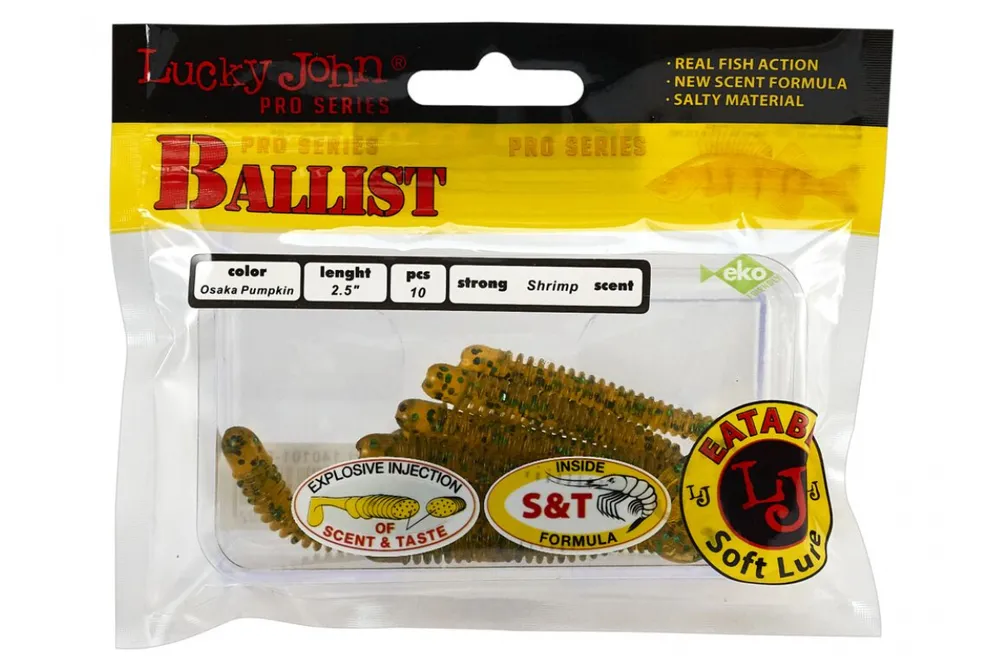 Lucky John®
PRO SERIES
· REAL FISH ACTION
· NEW SCENT FORMULA
· SALTY MATERIAL
PRO SERIES
PRO SERIES
BALLIST
color
Osaka Pumpkin
lenght
2.5"
pcs
10
strong Shrimp scent
eko
EXPLOSIVE INJECTION
OF
SCENT & TASTE
INSIDE
S&T
FORMULA
EATABL
LJ
LJ
LJ
Soft Lure